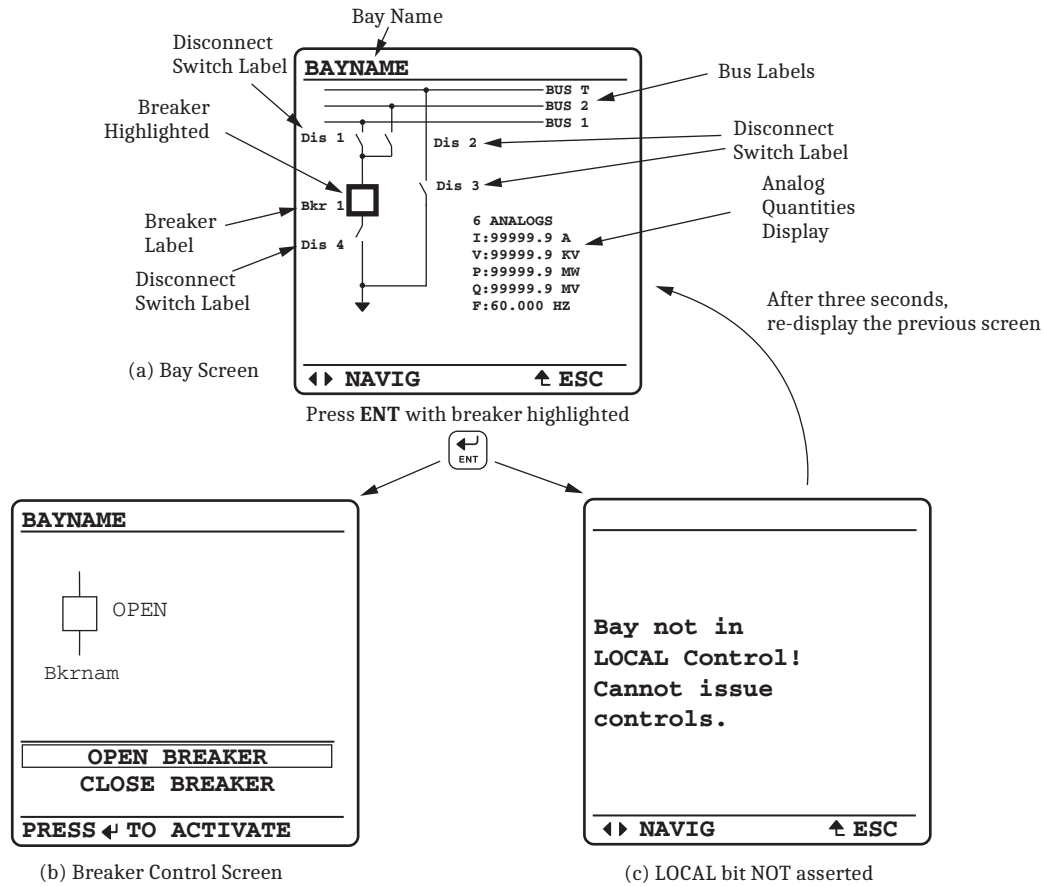 Bay Name
Disconnect
Switch Label
BAYNAME
BUS T
BUS 2
BUS 1
Bus Labels
Breaker
Highlighted
Dis 1
Dis 2
Disconnect
Switch Label
Dis 3
Bkr 1
Breaker
Label
Dis 4
Disconnect
Switch Label
6 ANALOGS
I:99999.9 A
V:99999.9 KV
P:99999.9 MW
Q:99999.9 MV
F:60.000 HZ
Analog
Quantities
Display
After three seconds,
re-display the previous screen
(a) Bay Screen
NAVIG ESC
Press ENT with breaker highlighted
ENT
BAYNAME
OPEN
Bkrnam
OPEN BREAKER
CLOSE BREAKER
PRESS TO ACTIVATE
(b) Breaker Control Screen
Bay not in
LOCAL Control!
Cannot issue
controls.
NAVIG ESC
(c) LOCAL bit NOT asserted